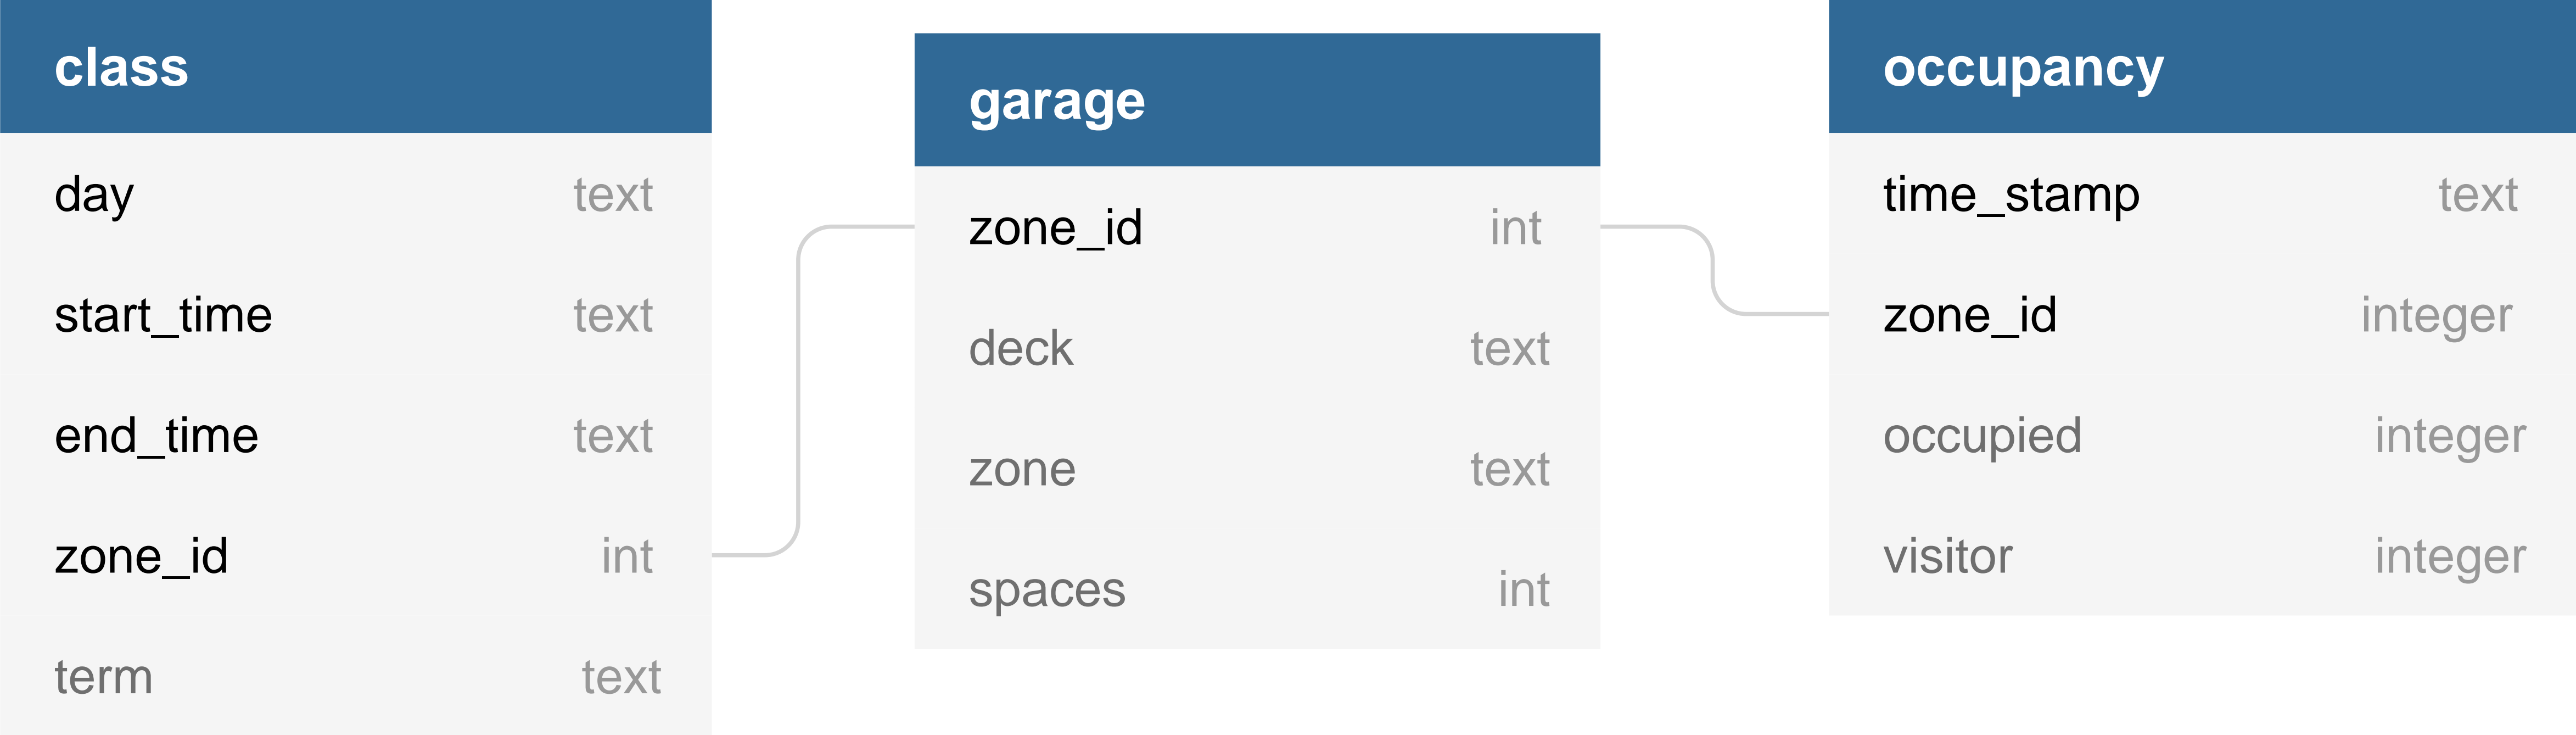 class
day text
start_time text
end_time text
zone_id int
term text
garage
zone_id int
deck text
zone text
spaces int
occupancy
time_stamp text
zone_id integer
occupied integer
visitor integer